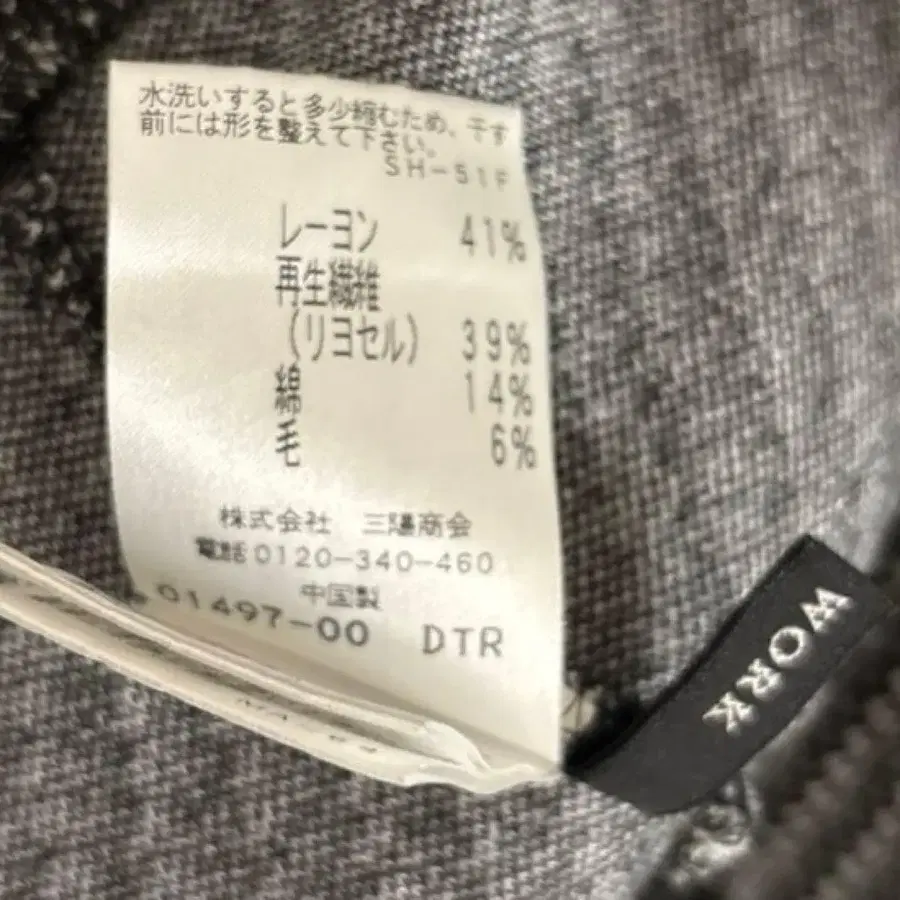 水洗いすると多少縮むため、干す
前には形を整えて下さい。
SH-51F
レーヨン 41%
再生繊維
(リヨセル) 39%
綿 14%
毛 6%
株式会社 三陽商会
電話0120-340-460
中国製
01497-00 DTR
WORK